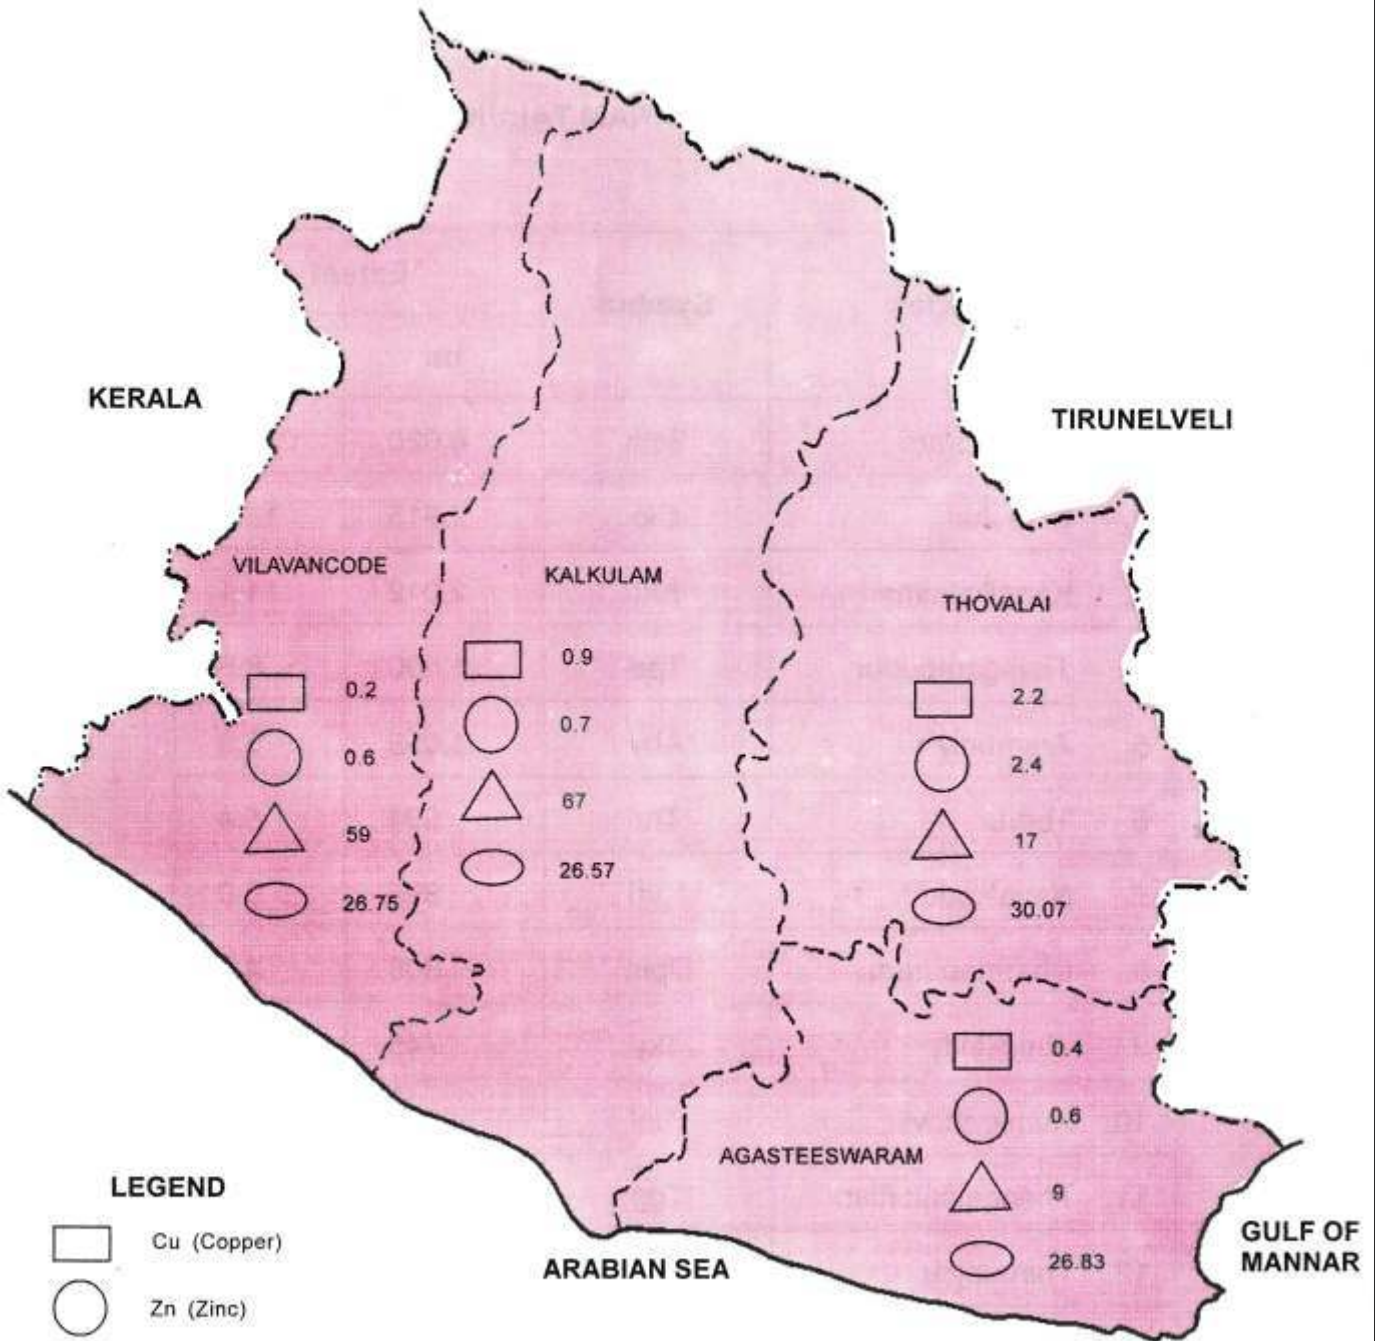 KERALA
TIRUNELVELI
VILAVANCODE
0.2
0.6
59
26.75
KALKULAM
0.9
0.7
67
26.57
THOVALAI
2.2
2.4
17
30.07
AGASTEESWARAM
0.4
0.6
9
26.83
LEGEND
Cu (Copper)
Zn (Zinc)
ARABIAN SEA
GULF OF
MANNAR